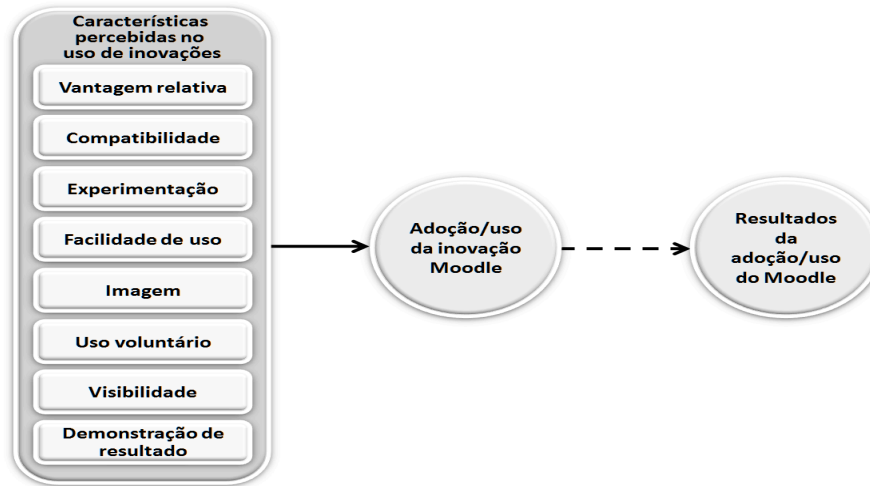 Características
percebidas no
uso de inovações
Vantagem relativa
Compatibilidade
Experimentação
Facilidade de uso
Imagem
Uso voluntário
Visibilidade
Demonstração de
resultado
Adoção/uso
da inovação
Moodle
Resultados
da
adoção/uso
do Moodle